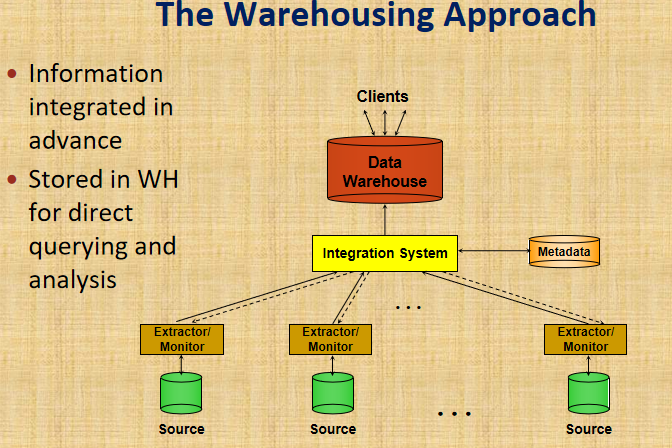 The Warehousing Approach
• Information
integrated in
advance
• Stored in WH
for direct
querying and
analysis
Clients
Data
Warehouse
Integration System
Metadata
...
Extractor/
Monitor
Extractor/
Monitor
Extractor/
Monitor
...
Source
Source
Source